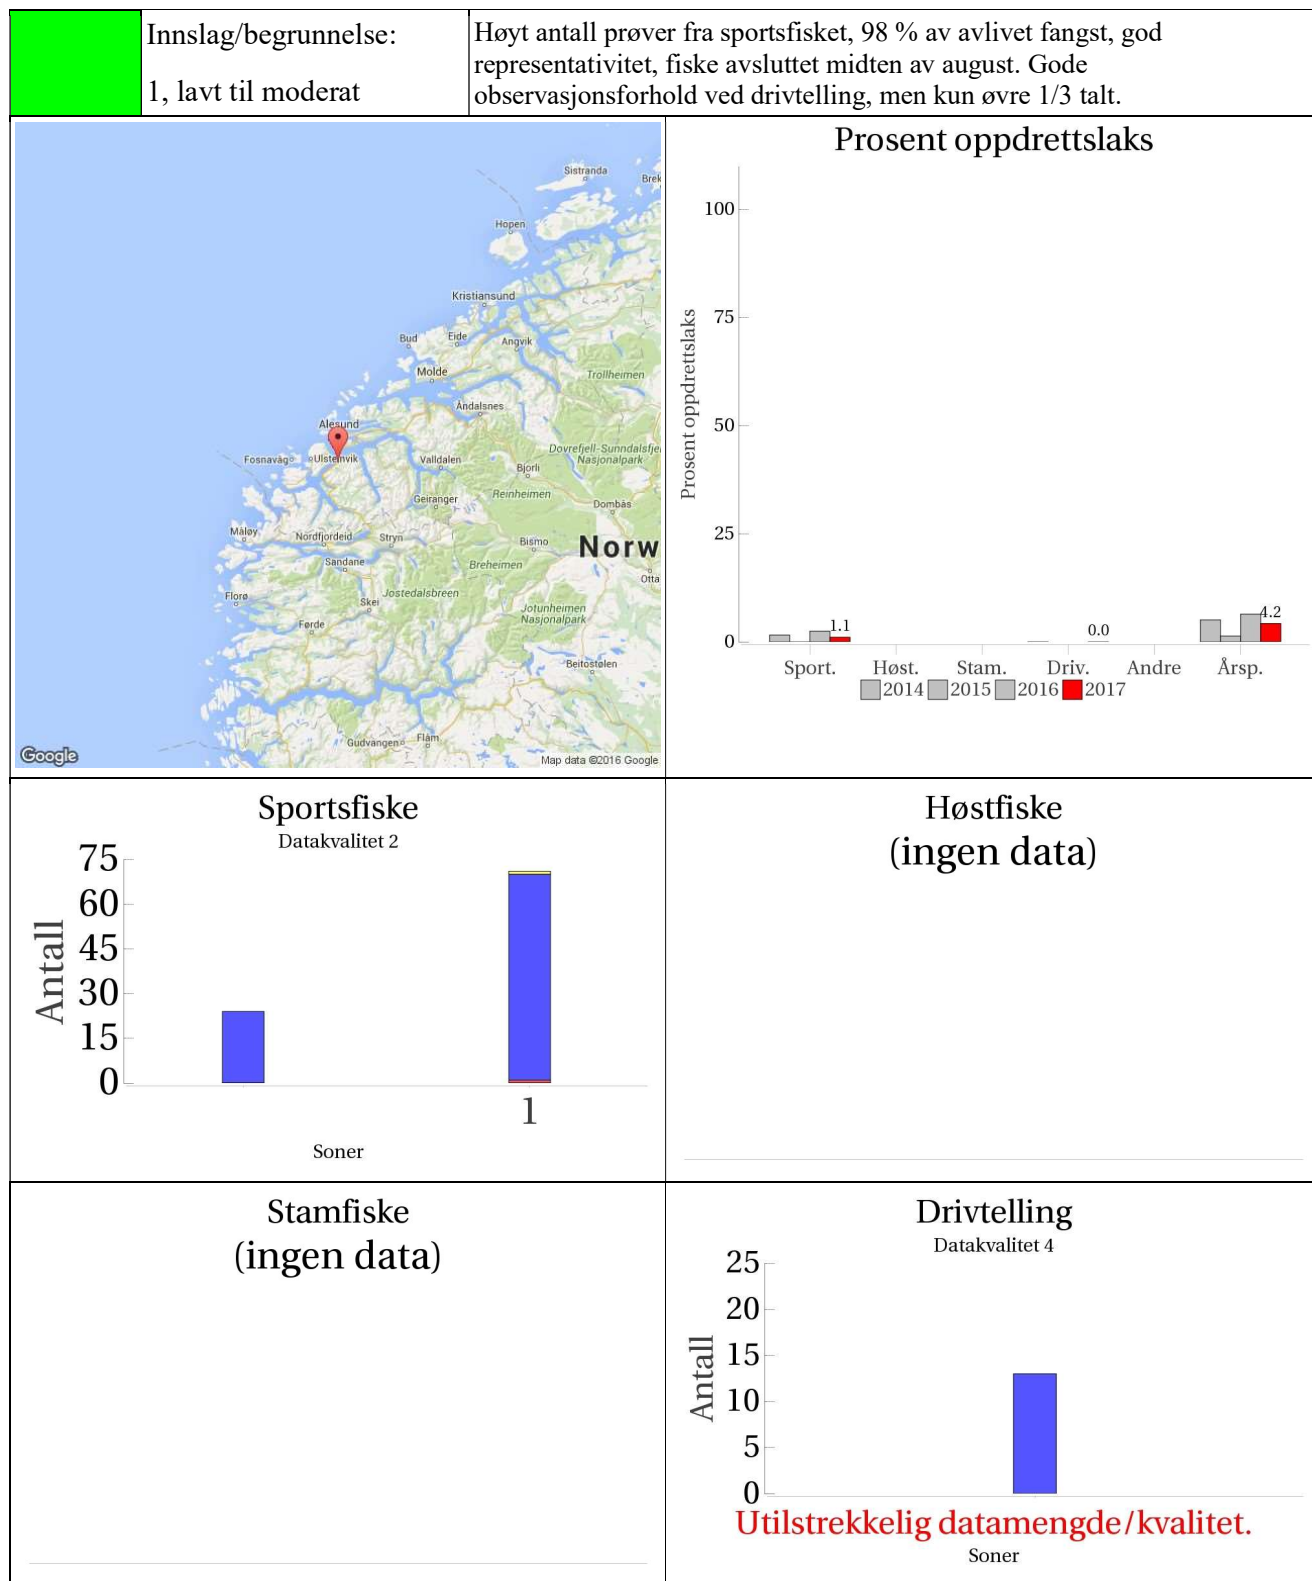 Innslag/begrunnelse:
1, lavt til moderat
Høyt antall prøver fra sportsfisket, 98 % av avlivet fangst, god
representativitet, fiske avsluttet midten av august. Gode
observasjonsforhold ved drivtelling, men kun øvre 1/3 talt.
Sistranda
Brek
Hopen
Kristiansund
Bud
Eide
Angvik
Molde
Trollheimen
Åndalsnes
Ålesund
Dovrefjell-Sunndalsfje
Nasjonalpark
Fosnavåg
Ulsteinvik
Valldalen
Bjorli
Geiranger
Reinheimen
Dombås
Måløy
Nordfjordeid
Stryn
Bismo
Norw
Sandane
Breheimen
Otta
Florø
Jostedalsbreen
Skei
Jotunheimen
Nasjonalpark
Førde
Beitostølen
Gudvangen
Flåm
Google
Map data ©2016 Google
Prosent oppdrettslaks
Prosent oppdrettslaks
100
75
50
25
0
1.1
0.0
4.2
Sport. Høst. Stam. Driv. Andre Årsp.
2014 2015 2016 2017
Sportsfiske
Datakvalitet 2
Antall
75
60
45
30
15
0
1
Soner
Høstfiske
(ingen data)
Stamfiske
(ingen data)
Drivtelling
Datakvalitet 4
Antall
25
20
15
10
5
0
Utilstrekkelig datamengde/kvalitet.
Soner